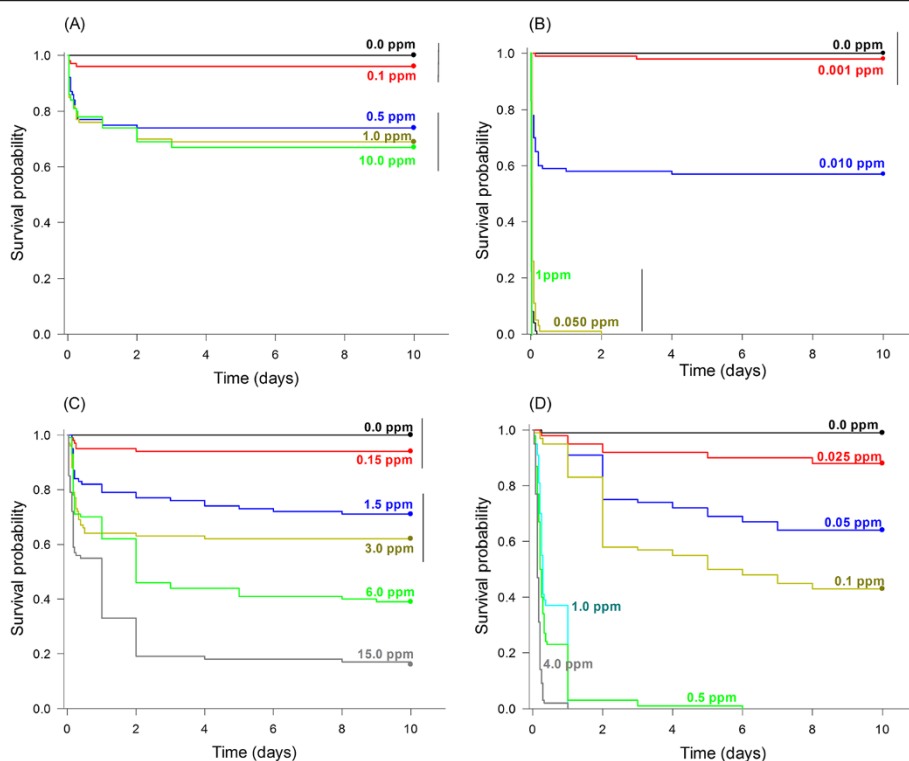 (A)
0.0 ppm
0.1 ppm
0.5 ppm
1.0 ppm
10.0 ppm
Survival probability
1.0
0.8
0.6
0.4
0.2
0.0
0 2 4 6 8 10
Time (days)
(B)
0.0 ppm
0.001 ppm
0.010 ppm
1ppm
0.050 ppm
Survival probability
1.0
0.8
0.6
0.4
0.2
0.0
0 2 4 6 8 10
Time (days)
(C)
0.0 ppm
0.15 ppm
1.5 ppm
3.0 ppm
6.0 ppm
15.0 ppm
Survival probability
1.0
0.8
0.6
0.4
0.2
0.0
0 2 4 6 8 10
Time (days)
(D)
0.0 ppm
0.025 ppm
0.05 ppm
0.1 ppm
1.0 ppm
4.0 ppm
0.5 ppm
Survival probability
1.0
0.8
0.6
0.4
0.2
0.0
0 2 4 6 8 10
Time (days)